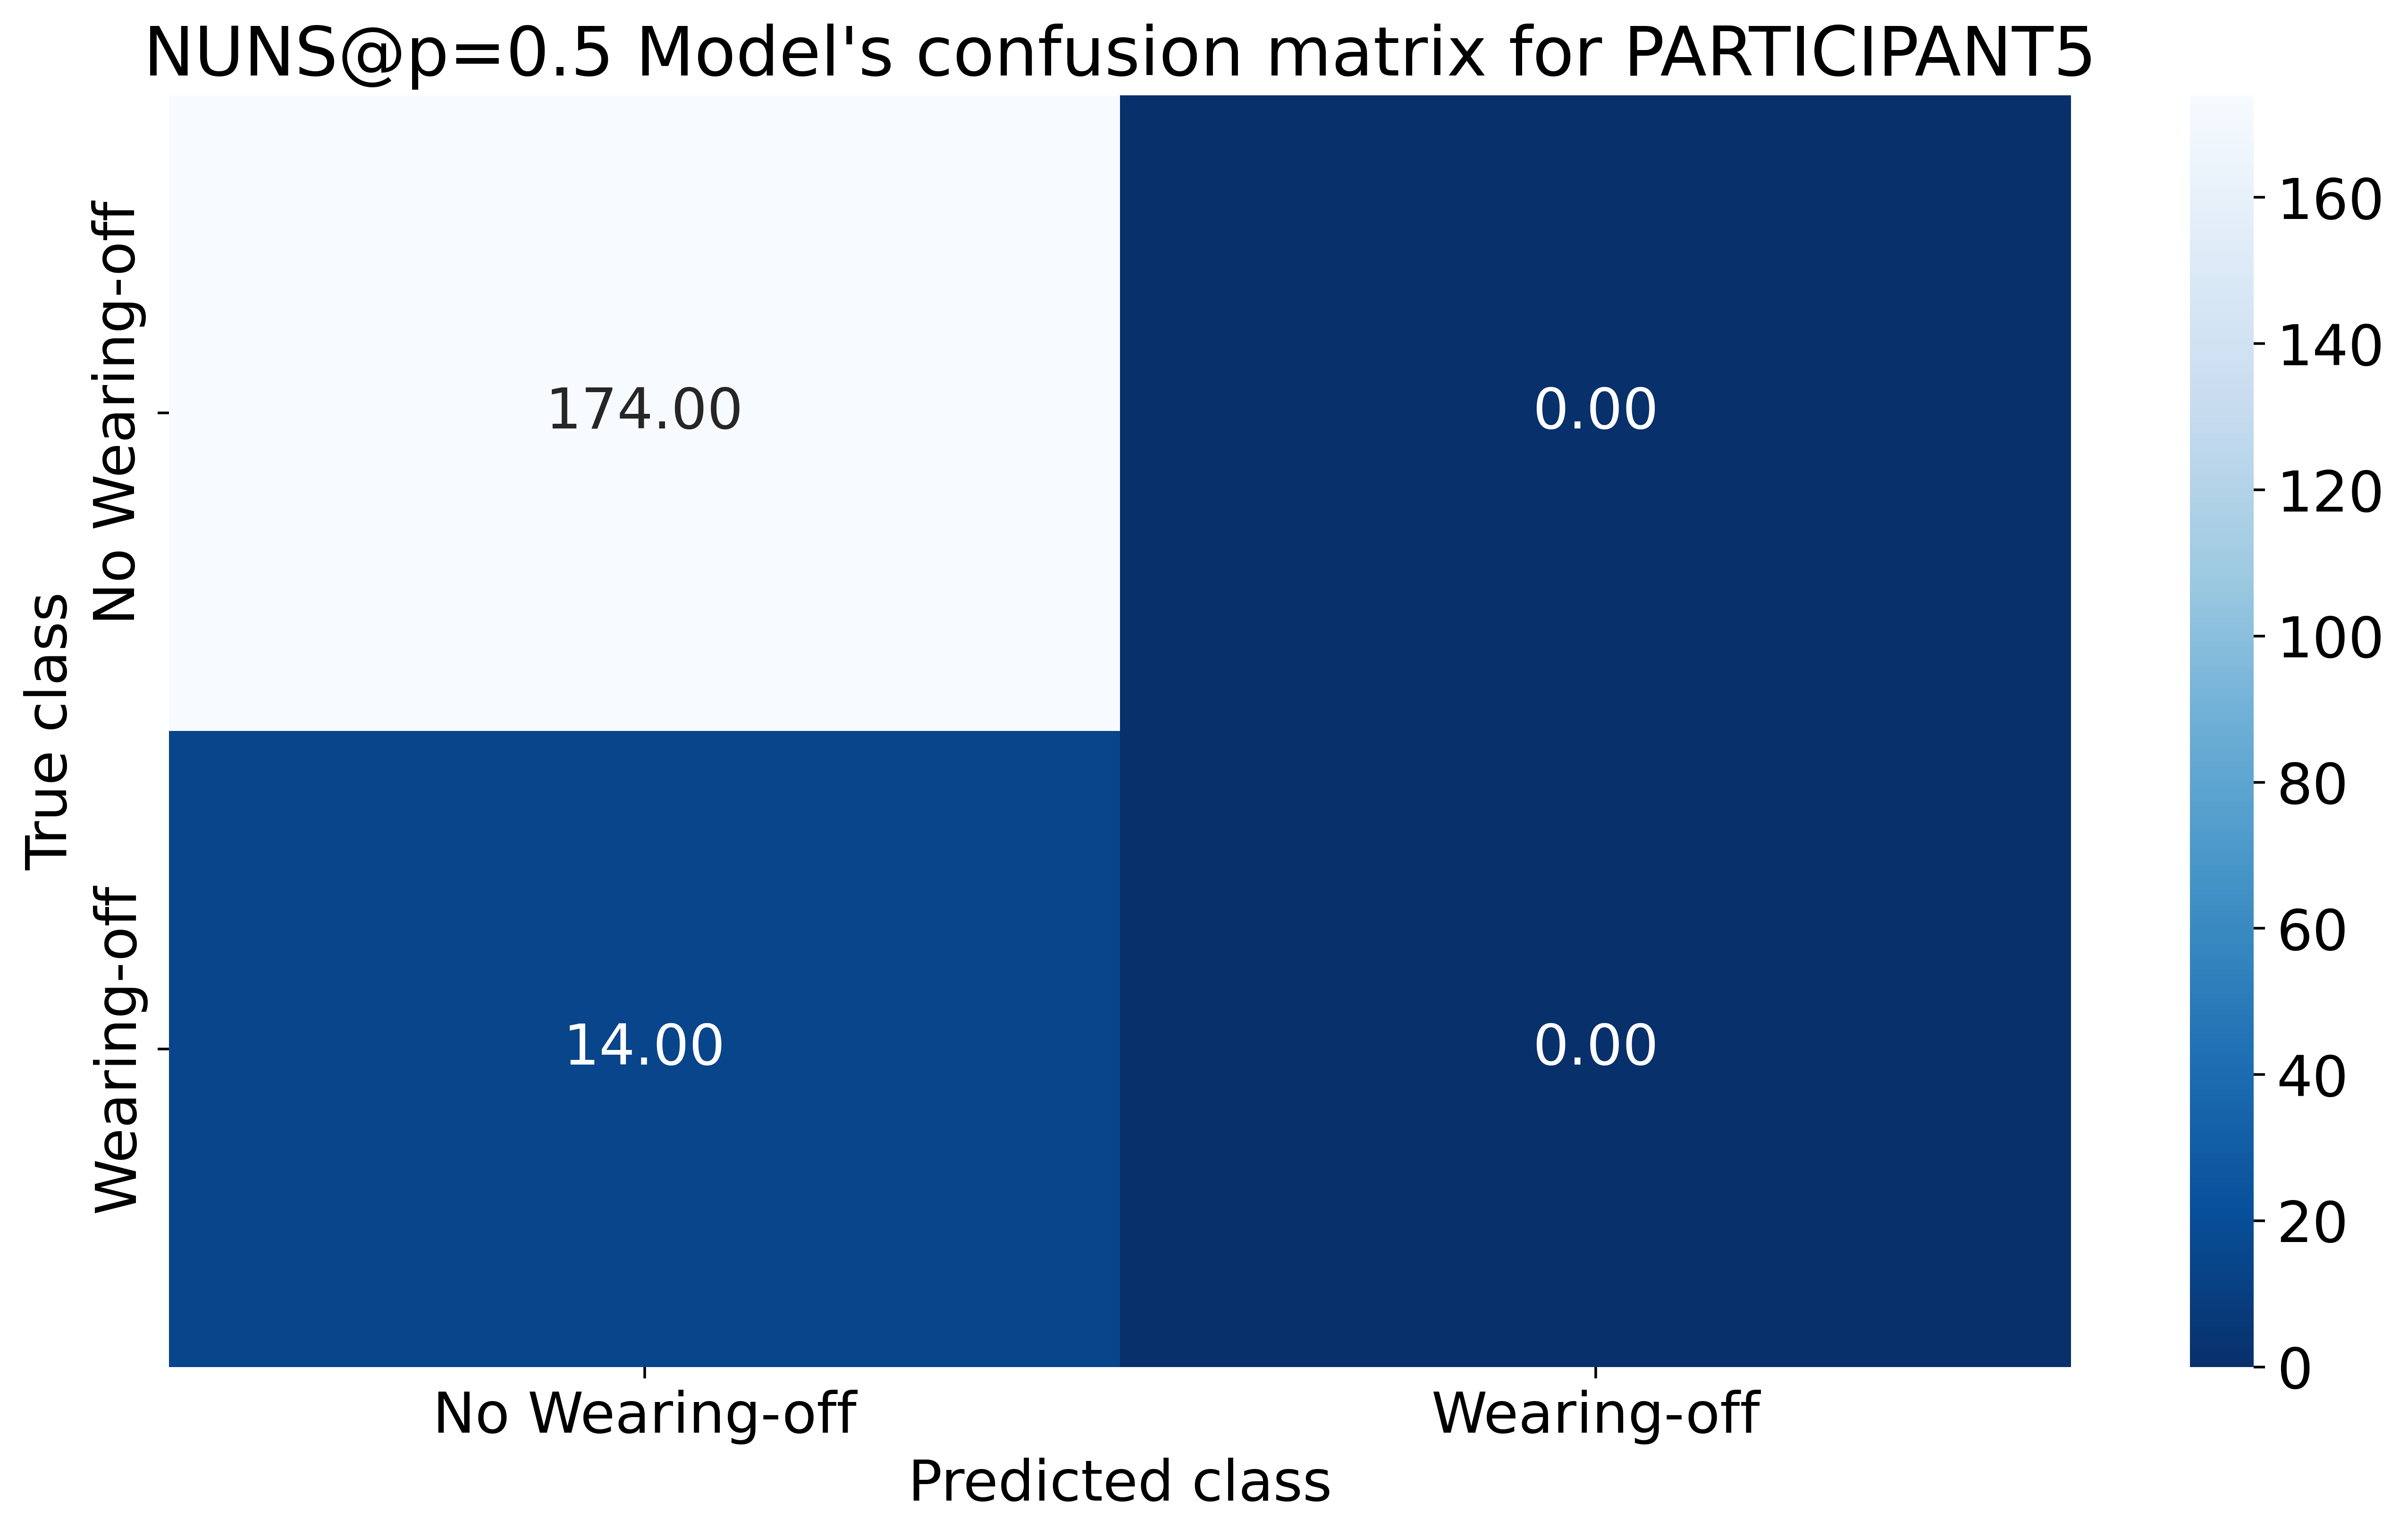 NUNS@p=0.5 Model's confusion matrix for PARTICIPANT5
True class
No Wearing-off
Wearing-off
174.00
0.00
14.00
0.00
No Wearing-off
Wearing-off
Predicted class
160
140
120
100
80
60
40
20
0